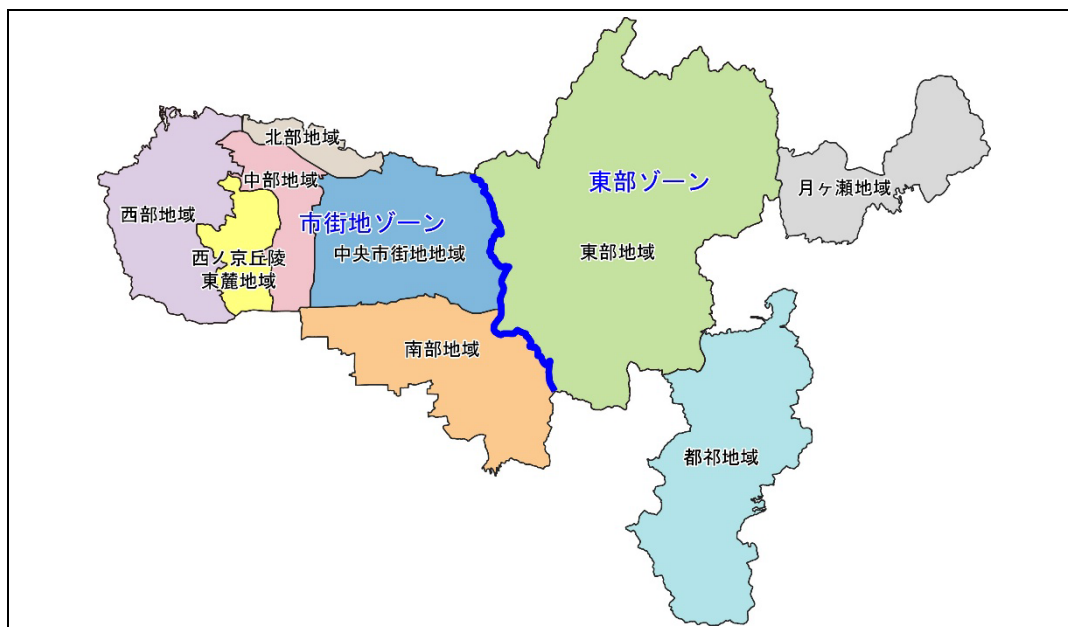 北部地域
中部地域
西部地域
西ノ京丘陵
東麓地域
市街地ゾーン
中央市街地地域
南部地域
東部ゾーン
東部地域
月ヶ瀬地域
都祁地域